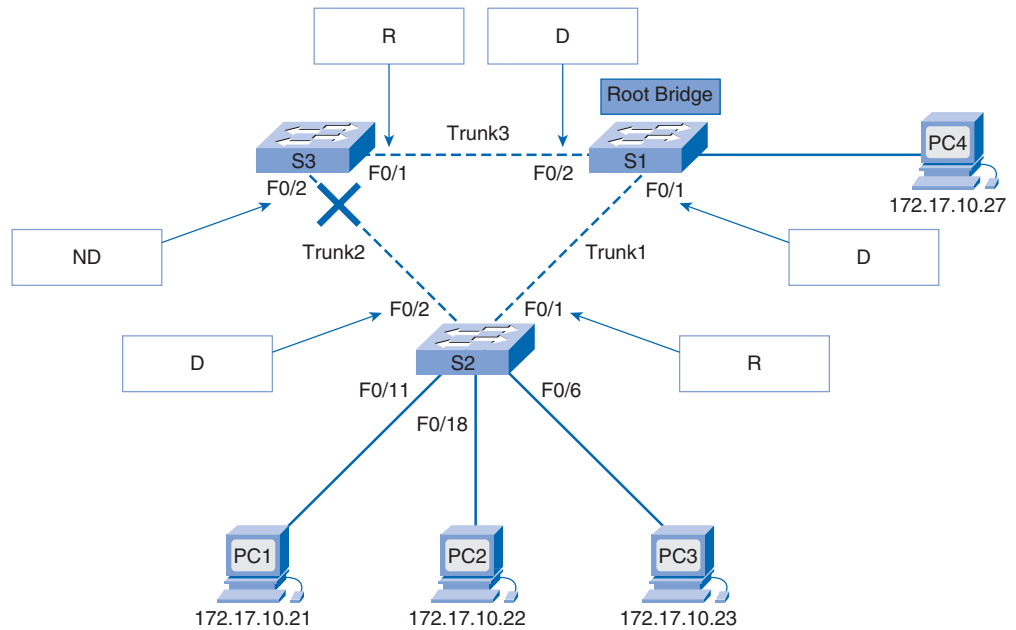 R
D
Root Bridge
Trunk3
S3
S1
PC4
F0/2
F0/1
F0/2
F0/1
172.17.10.27
ND
Trunk2
Trunk1
D
F0/2
F0/1
D
S2
R
F0/11
F0/6
F0/18
PC1
PC2
PC3
172.17.10.21
172.17.10.22
172.17.10.23